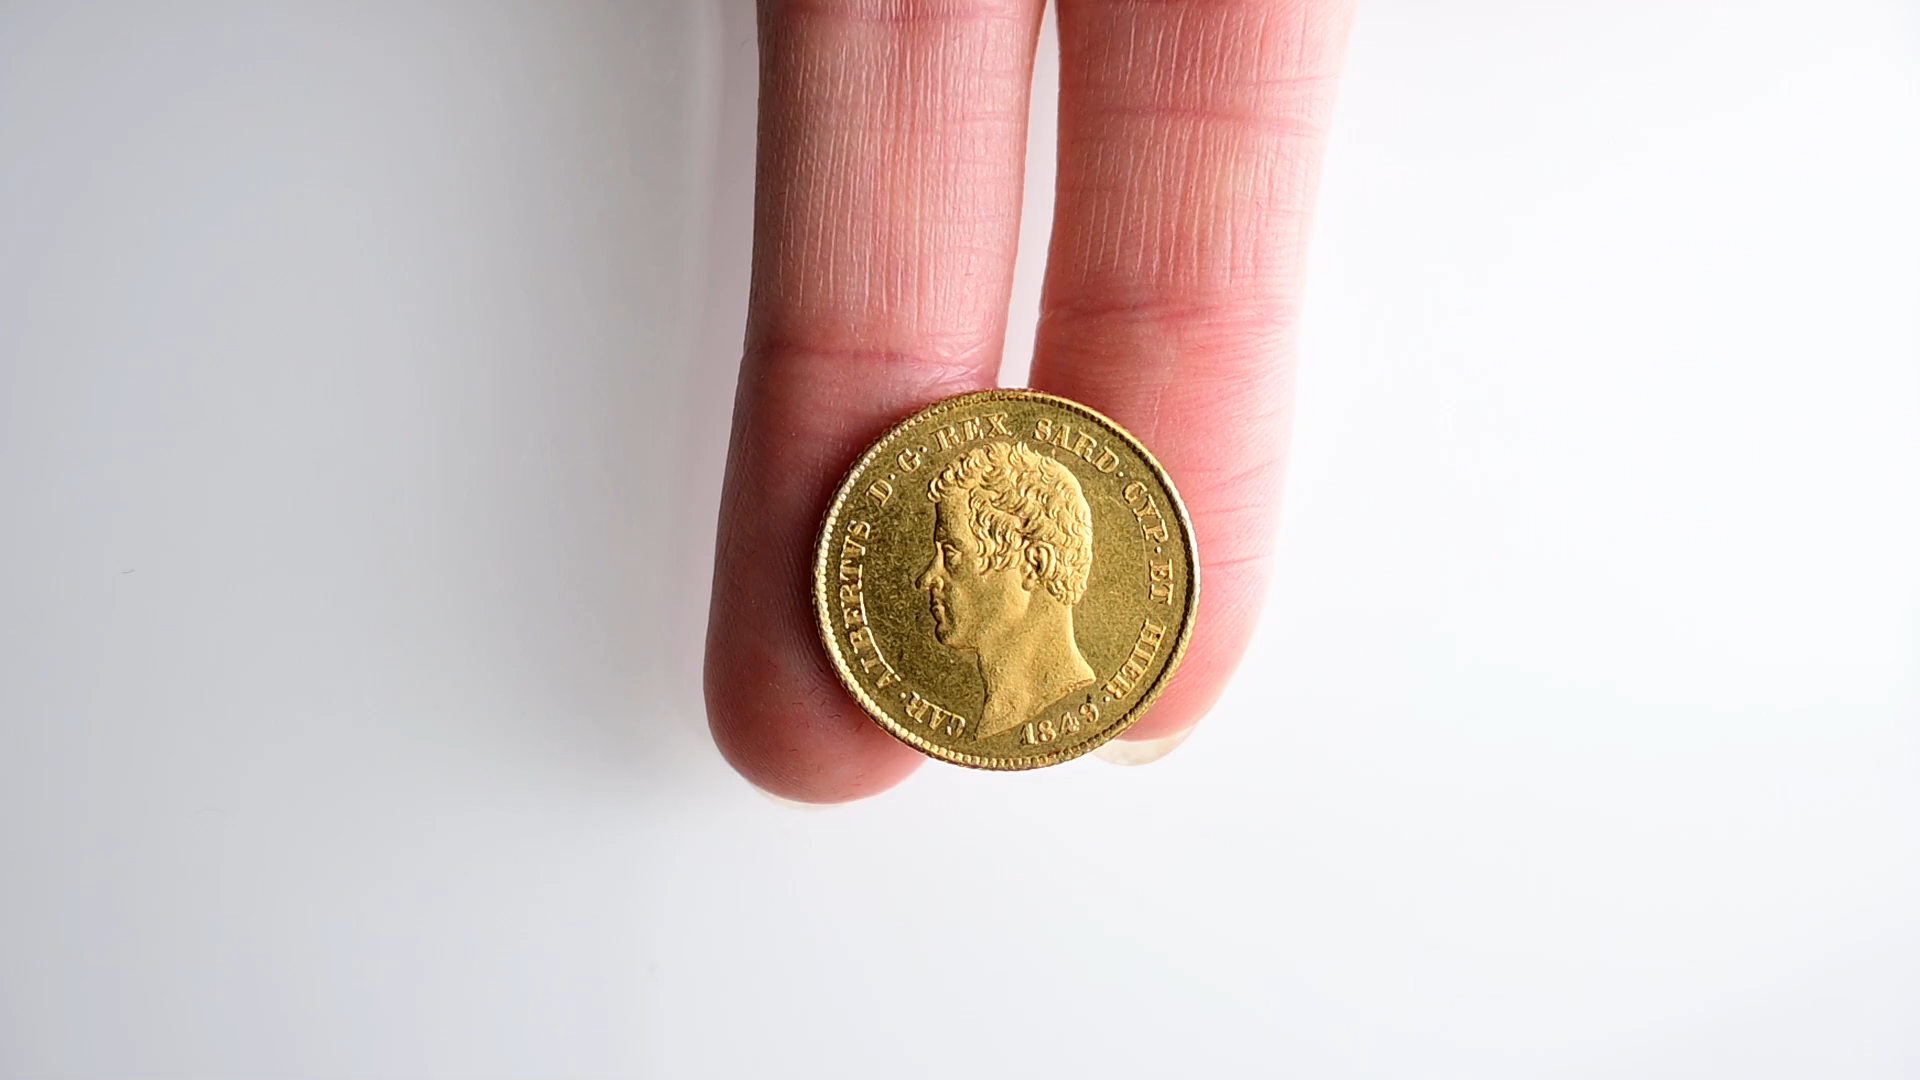 CAR · ALBERTVS D · G · REX SARD · CYP · ET HIER ·
1849